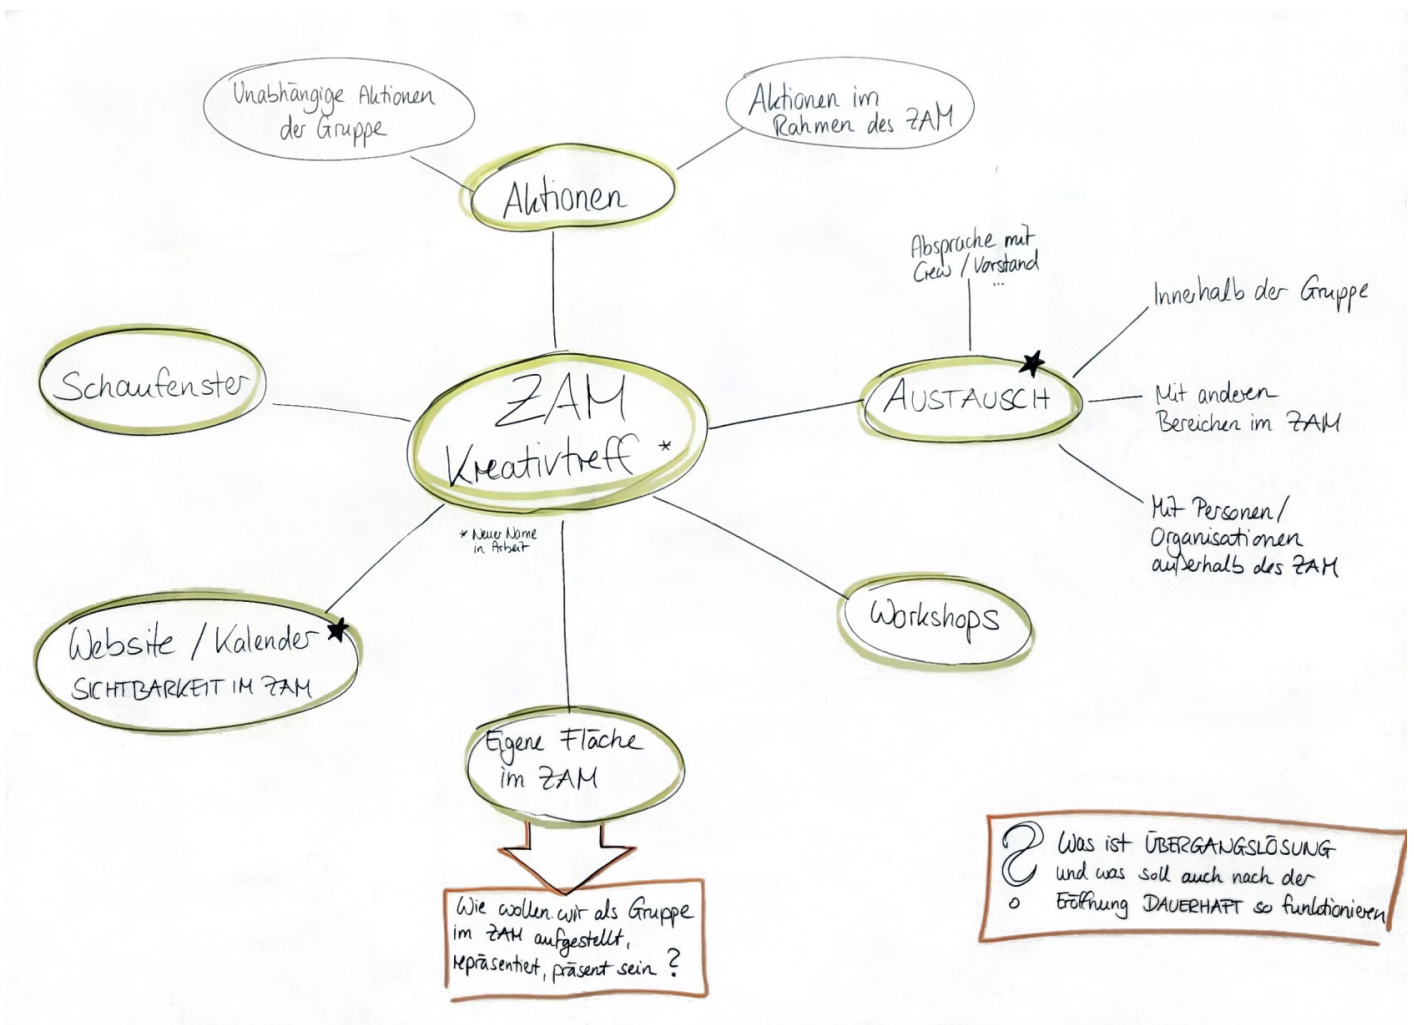 Unabhängige Aktionen
der Gruppe
Aktionen im
Rahmen des ZAM
Aktionen
Absprache mit
Crew / Vorstand
...
Innerhalb der Gruppe
Schaufenster
ZAM
Kreativtreff *
* Neuer Name
in Arbeit
AUSTAUSCH
Mit anderen
Bereichen im ZAM
Mit Personen/
Organisationen
außerhalb des ZAM
Workshops
Website / Kalender
SICHTBARKEIT IM ZAM
Eigene Fläche
im ZAM
Wie wollen wir als Gruppe
im ZAM aufgestellt,
repräsentiert, präsent sein ?
? Was ist ÜBERGANGSLÖSUNG
und was soll auch nach der
Eröffnung DAUERHAFT so funktionieren